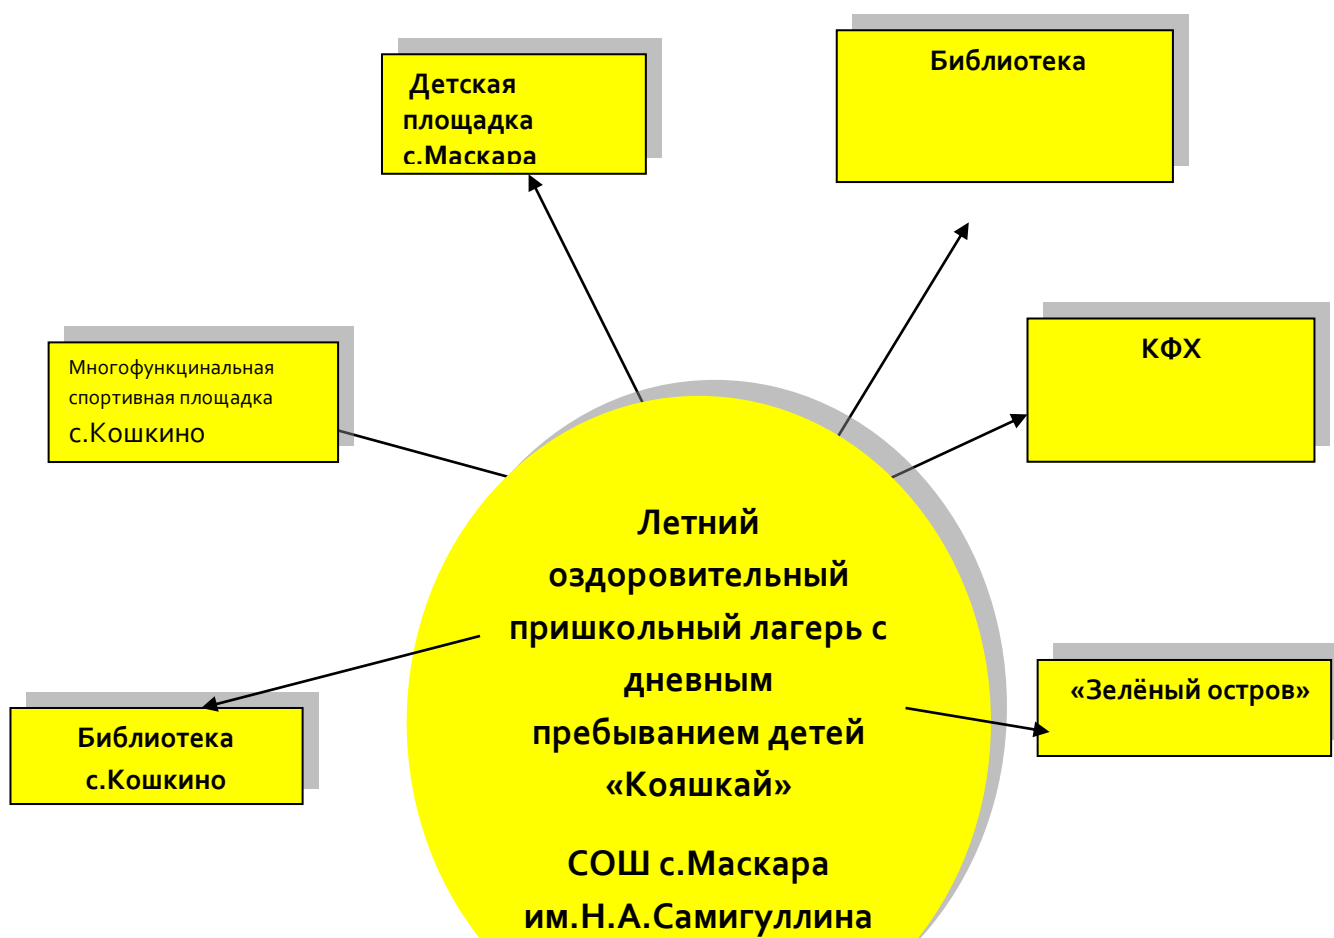 Детская
площадка
с.Маскара
Библиотека
Многофункцинальная
спортивная площадка
с.Кошкино
КФХ
Летний
оздоровительный
пришкольный лагерь с
дневным
пребыванием детей
«Кояшкай»
СОШ с.Маскара
им.Н.А.Самигуллина
«Зелёный остров»
Библиотека
с.Кошкино